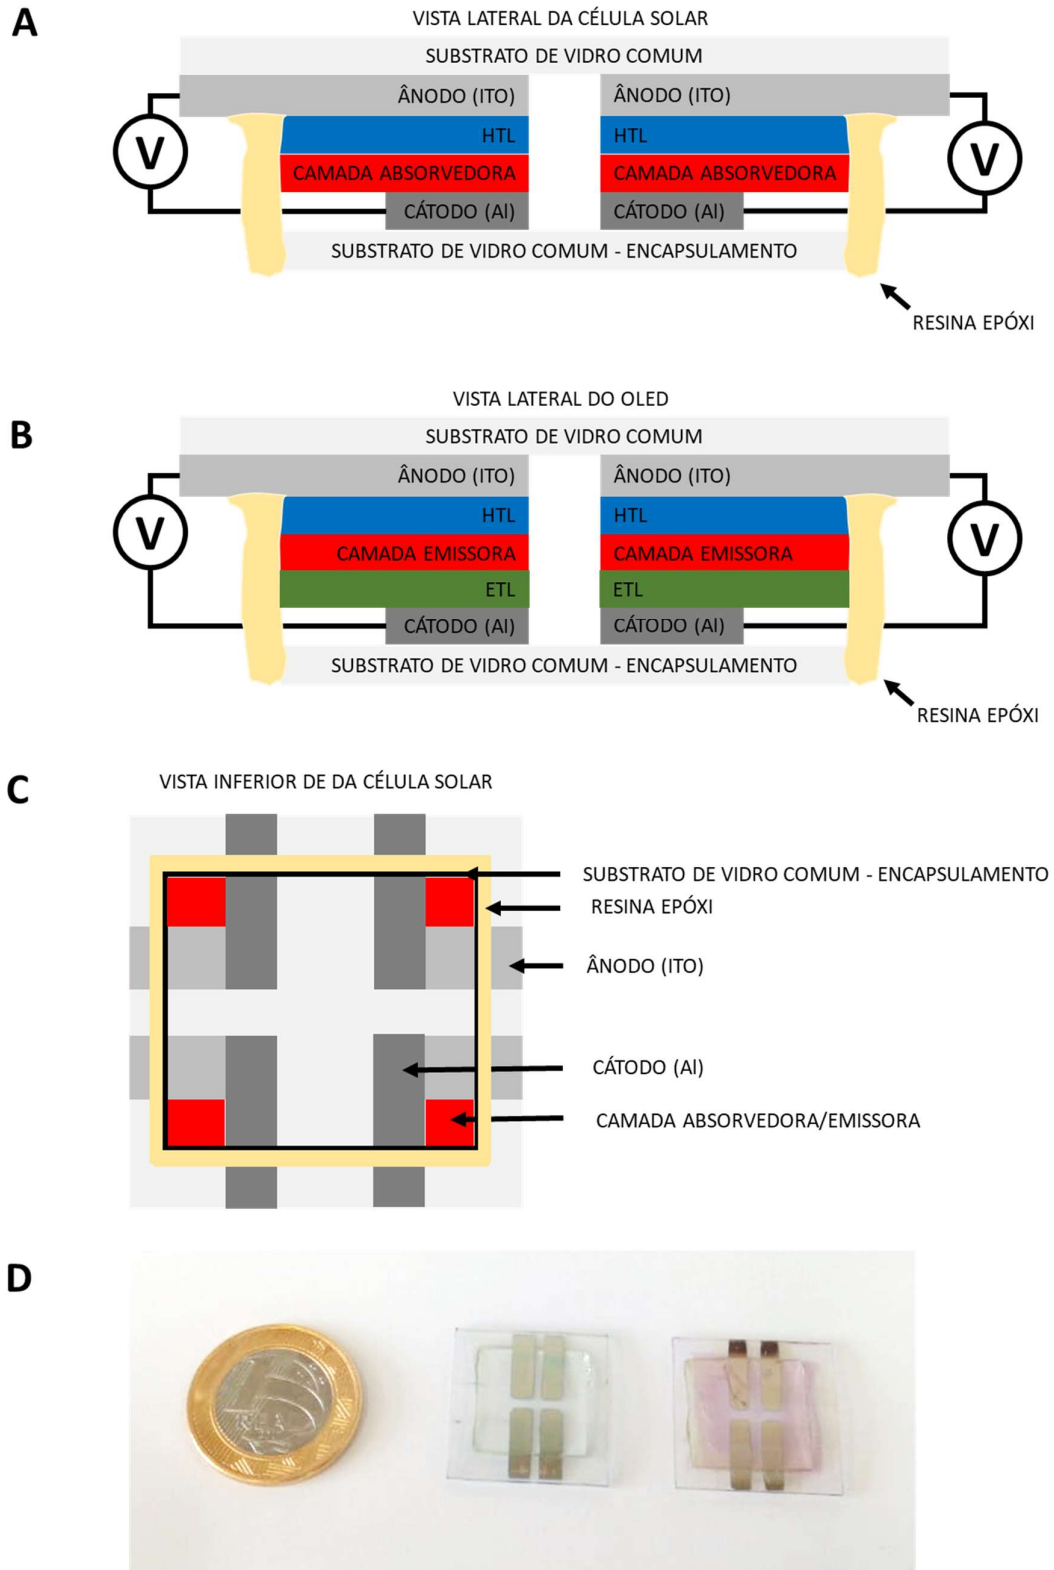 A
VISTA LATERAL DA CÉLULA SOLAR
SUBSTRATO DE VIDRO COMUM
ÂNODO (ITO) ÂNODO (ITO)
V HTL HTL V
CAMADA ABSORVEDORA CAMADA ABSORVEDORA
CÁTODO (Al) CÁTODO (Al)
SUBSTRATO DE VIDRO COMUM - ENCAPSULAMENTO
RESINA EPÓXI
B
VISTA LATERAL DO OLED
SUBSTRATO DE VIDRO COMUM
ÂNODO (ITO) ÂNODO (ITO)
V HTL HTL V
CAMADA EMISSORA CAMADA EMISSORA
ETL ETL
CÁTODO (Al) CÁTODO (Al)
SUBSTRATO DE VIDRO COMUM - ENCAPSULAMENTO
RESINA EPÓXI
C
VISTA INFERIOR DE DA CÉLULA SOLAR
SUBSTRATO DE VIDRO COMUM - ENCAPSULAMENTO
RESINA EPÓXI
ÂNODO (ITO)
CÁTODO (Al)
CAMADA ABSORVEDORA/EMISSORA
D
REAL